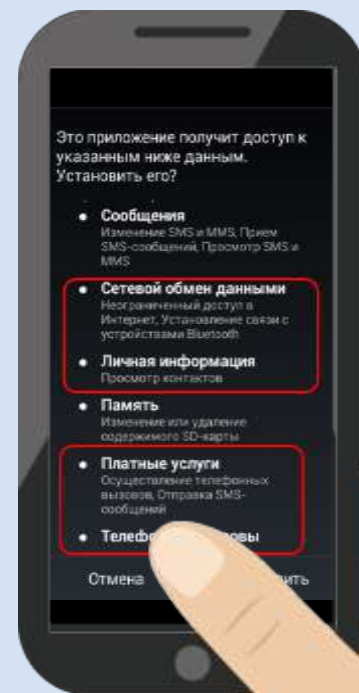 Это приложение получит доступ к
указанным ниже данным.
Установить его?
Сообщения
Изменение SMS и MMS, Прием
SMS-сообщений, Просмотр SMS и
MMS
Сетевой обмен данными
Неограниченный доступ в
Интернет, Установление связи с
устройствами Bluetooth
Личная информация
Просмотр контактов
Память
Изменение или удаление
содержимого SD-карты
Платные услуги
Осуществление телефонных
вызовов, Отправка SMS-
сообщений
Отмена